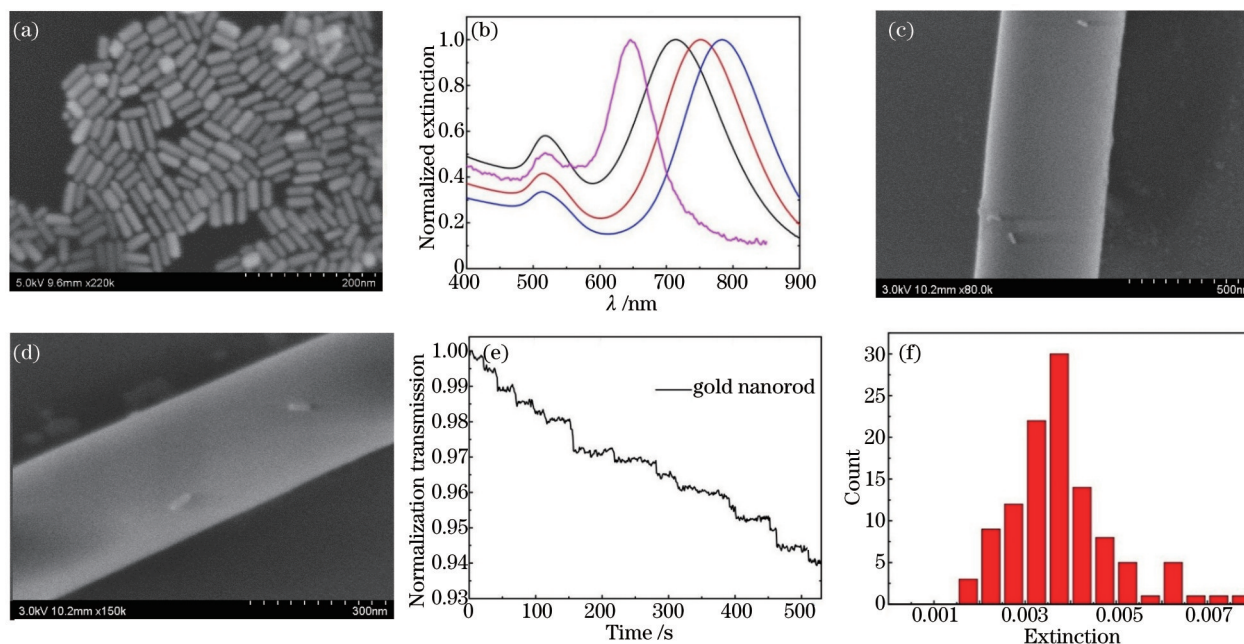 (a)
5.0kV 9.6mm x220k
200nm
(b)
Normalized extinction
1.0
0.8
0.6
0.4
0.2
0
400
500
600
700
800
900
λ /nm
(c)
3.0kV 10.2mm x80.0k
500nm
(d)
3.0kV 10.2mm x150k
300nm
(e)
gold nanorod
Normalization transmission
1.00
0.99
0.98
0.97
0.96
0.95
0.94
0.93
0
100
200
300
400
500
Time /s
(f)
Count
30
25
20
15
10
5
0
0.001
0.003
0.005
0.007
Extinction